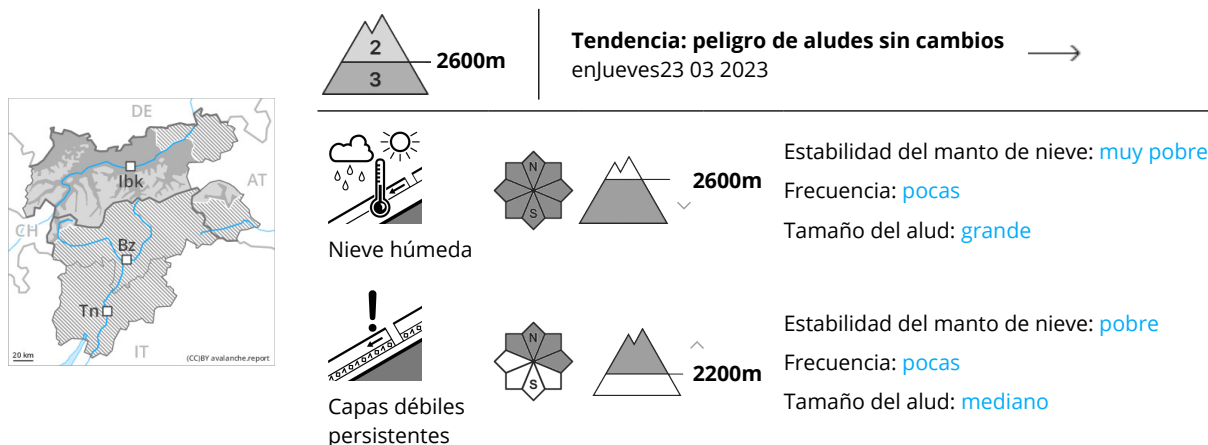 2
3
2600m
Tendencia: peligro de aludes sin cambios
enJueves23 03 2023
DE
AT
CH
IT
Ibk
Bz
Tn
20 km
(CC)BY avalanche.report
Nieve húmeda
N
S
2600m
Estabilidad del manto de nieve: muy pobre
Frecuencia: pocas
Tamaño del alud: grande
Capas débiles
persistentes
N
S
2200m
Estabilidad del manto de nieve: pobre
Frecuencia: pocas
Tamaño del alud: mediano